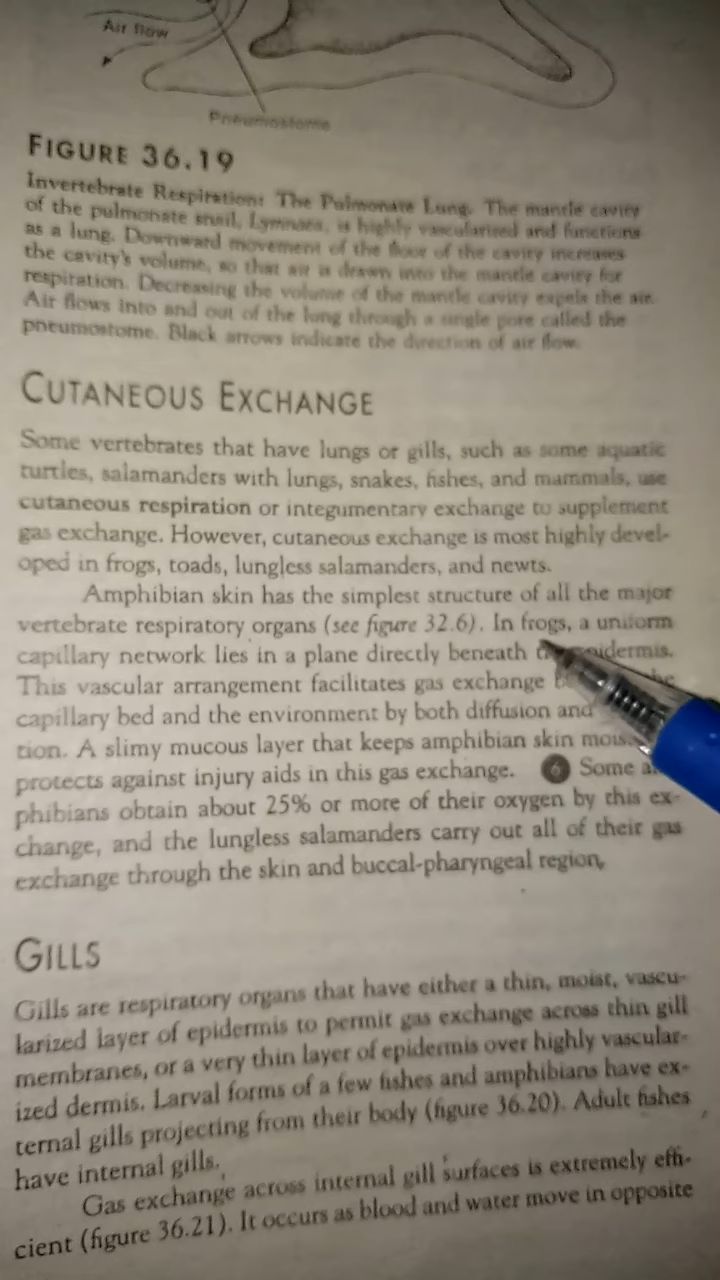 Air flow
Pneumostome
FIGURE 36.19
Invertebrate Respiration: The Pulmonate Lung. The mantle cavity
of the pulmonate snail, Lymnaea, is highly vascularized and functions
as a lung. Downward movement of the floor of the cavity increases
the cavity's volume, so that air is drawn into the mantle cavity for
respiration. Decreasing the volume of the mantle cavity expels the air.
Air flows into and out of the lung through a single pore called the
pneumostome. Black arrows indicate the direction of air flow.
CUTANEOUS EXCHANGE
Some vertebrates that have lungs or gills, such as some aquatic
turtles, salamanders with lungs, snakes, fishes, and mammals, use
cutaneous respiration or integumentary exchange to supplement
gas exchange. However, cutaneous exchange is most highly devel-
oped in frogs, toads, lungless salamanders, and newts.
Amphibian skin has the simplest structure of all the major
vertebrate respiratory organs (see figure 32.6). In frogs, a uniform
capillary network lies in a plane directly beneath
This vascular arrangement facilitates gas exchange
capillary bed and the environment by both diffusion and
tion. A slimy mucous layer that keeps amphibian skin
protects against injury aids in this gas exchange. 6 Some
phibians obtain about 25% or more of their oxygen by this ex-
change, and the lungless salamanders carry out all of their gas
exchange through the skin and buccal-pharyngeal region.
GILLS
Gills are respiratory organs that have either a thin, moist, vascu-
larized layer of epidermis to permit gas exchange across thin gill
membranes, or a very thin layer of epidermis over highly vascular-
ized dermis. Larval forms of a few fishes and amphibians have ex-
ternal gills projecting from their body (figure 36.20). Adult fishes
have internal gills.
Gas exchange across internal gill surfaces is extremely effi-
cient (figure 36.21). It occurs as blood and water move in opposite